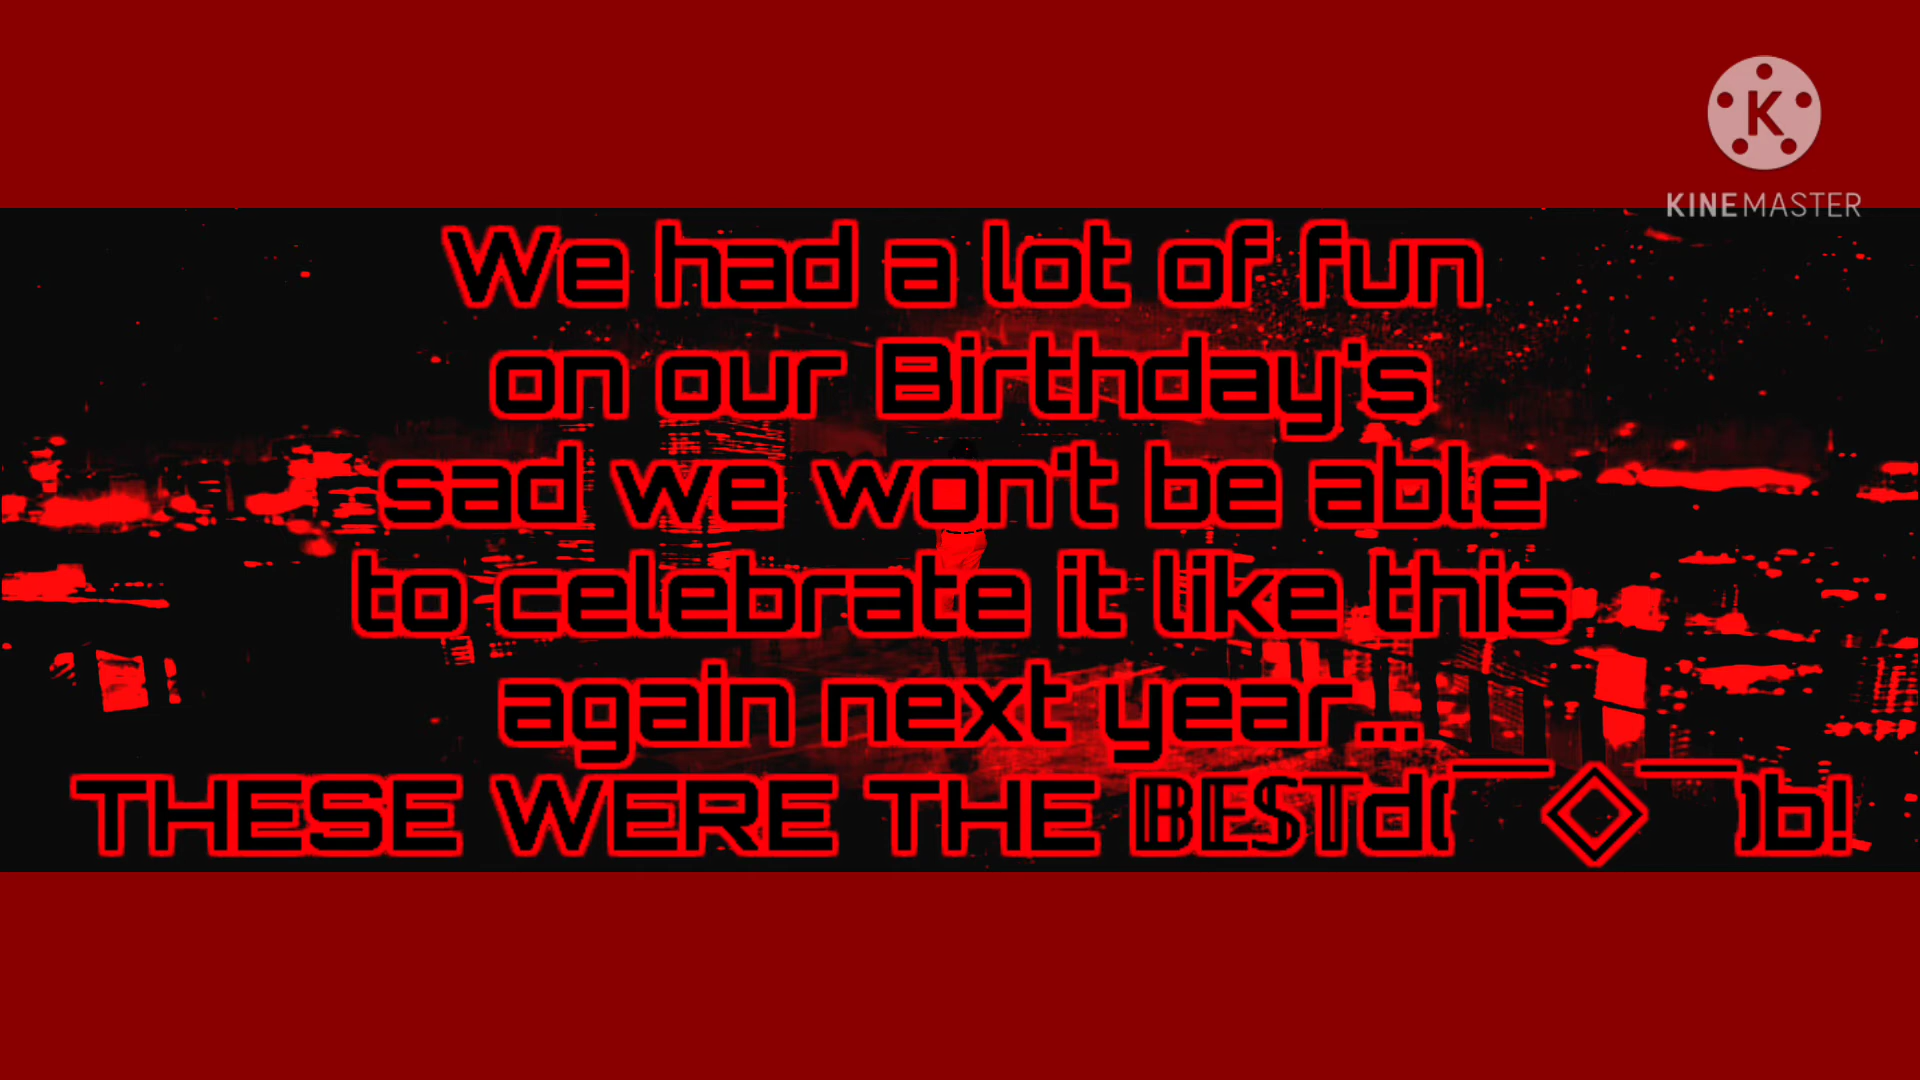 K
KINEMASTER
We had a lot of fun
on our Birthday's
sad we won't be able
to celebrate it like this
again next year...
THESE WERE THE BESTd(￣◇￣)b!